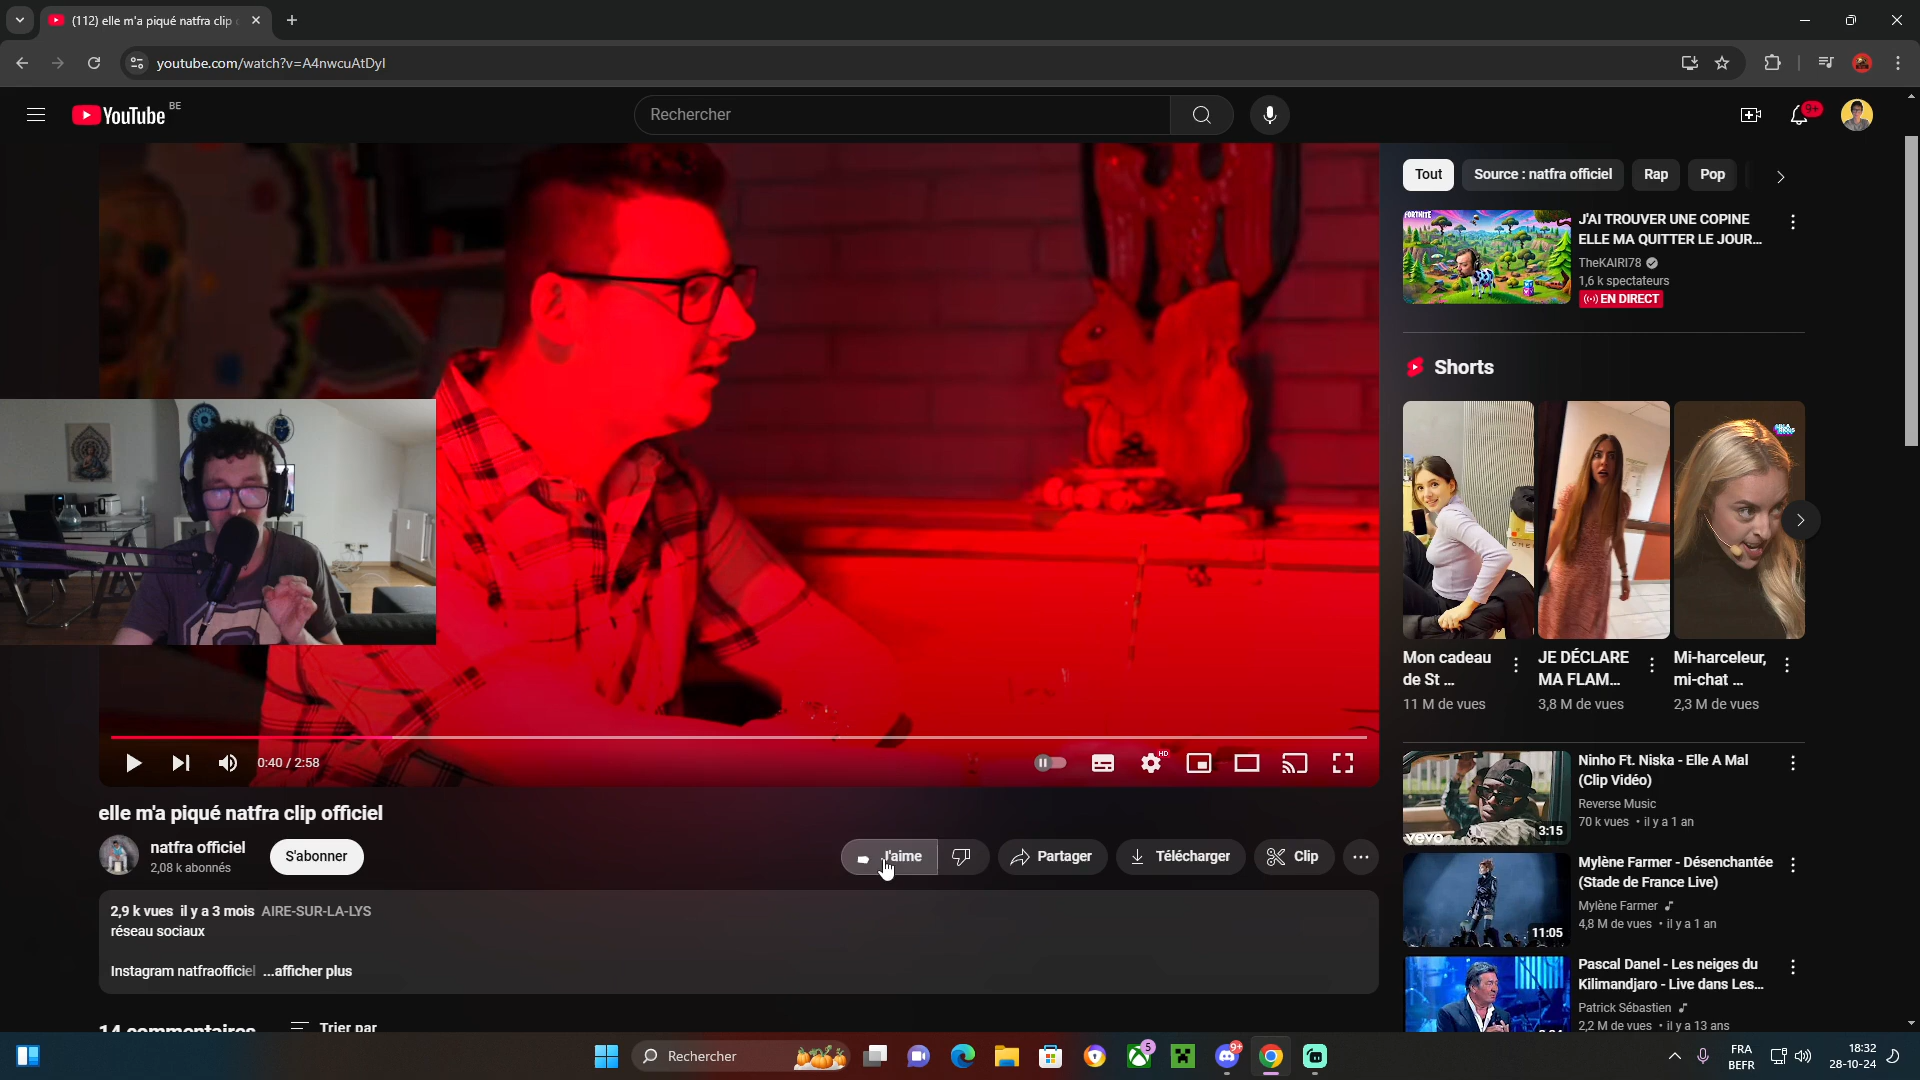 (112) elle m'a piqué natfra clip
youtube.com/watch?v=A4nwcuAtDyI
YouTube BE
Rechercher
9+
Tout
Source : natfra officiel
Rap
Pop
FORTNITE
J'AI TROUVER UNE COPINE
ELLE MA QUITTER LE JOUR...
TheKAIRI78
1,6 k spectateurs
EN DIRECT
Shorts
Mon cadeau
de St ...
11 M de vues
JE DÉCLARE
MA FLAM...
3,8 M de vues
Mi-harceleur,
mi-chat ...
2,3 M de vues
0:40 / 2:58
HD
elle m'a piqué natfra clip officiel
natfra officiel
2,08 k abonnés
S'abonner
J'aime
Partager
Télécharger
Clip
2,9 k vues il y a 3 mois AIRE-SUR-LA-LYS
réseau sociaux
Instagram natfraofficiel ...afficher plus
14 commentaires
Trier par
vevo
3:15
Ninho Ft. Niska - Elle A Mal
(Clip Vidéo)
Reverse Music
70 k vues • il y a 1 an
11:05
Mylène Farmer - Désenchantée
(Stade de France Live)
Mylène Farmer
4,8 M de vues • il y a 1 an
Pascal Danel - Les neiges du
Kilimandjaro - Live dans Les...
Patrick Sébastien
2,2 M de vues • il y a 13 ans
Rechercher
5
9+
FRA
BEFR
18:32
28-10-24